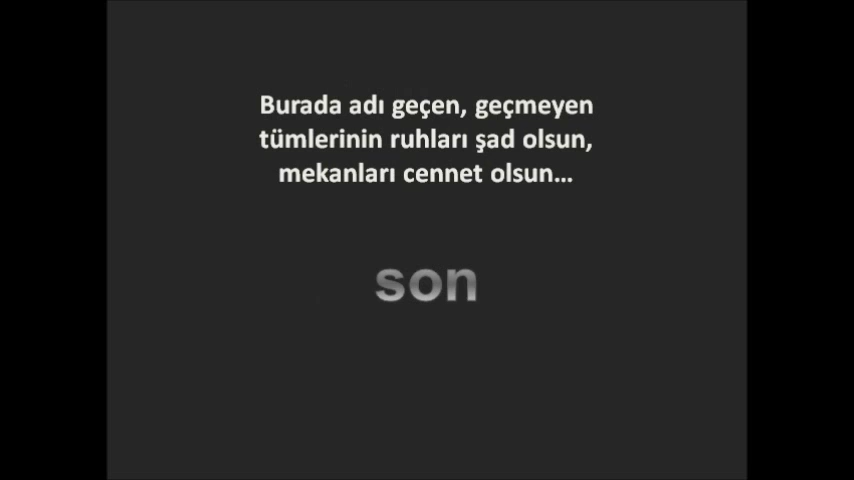 Burada adı geçen, geçmeyen
tümlerinin ruhları şad olsun,
mekanları cennet olsun…
son